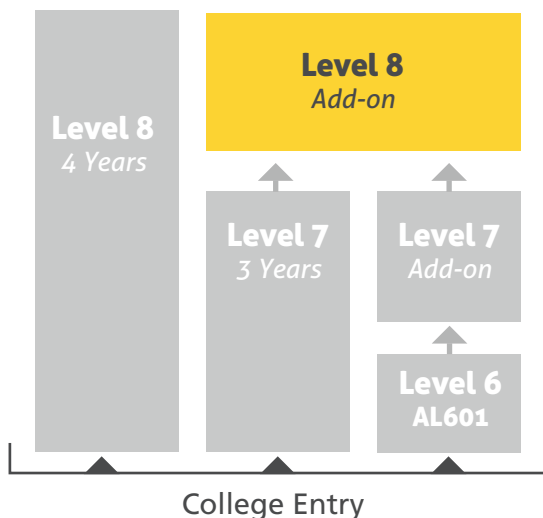 Level 8
4 Years
Level 8
Add-on
Level 7
3 Years
Level 7
Add-on
Level 6
AL601
College Entry